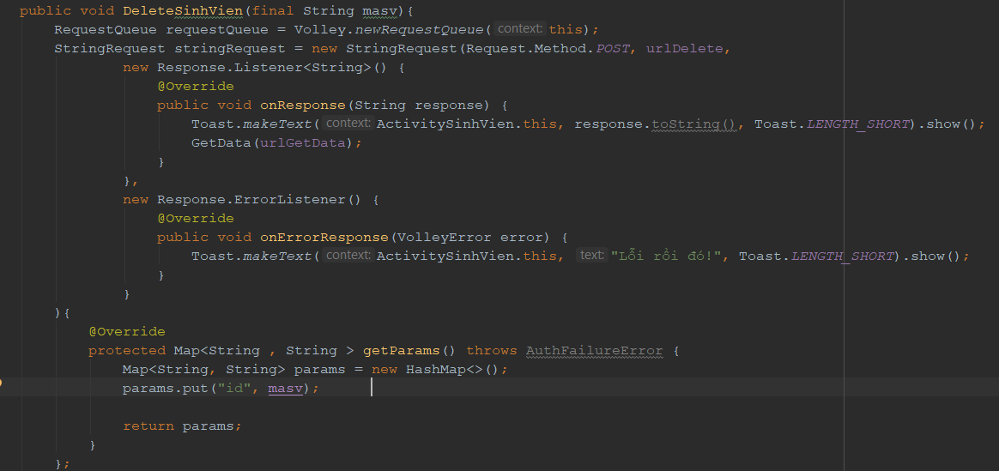 public void DeleteSinhVien(final String masv){
RequestQueue requestQueue = Volley.newRequestQueue( context: this);
StringRequest stringRequest = new StringRequest(Request.Method.POST, urlDelete,
new Response.Listener<String>() {
@Override
public void onResponse(String response) {
Toast.makeText( context: ActivitySinhVien.this, response.toString(), Toast.LENGTH_SHORT).show();
GetData(urlGetData);
}
},
new Response.ErrorListener() {
@Override
public void onErrorResponse(VolleyError error) {
Toast.makeText( context: ActivitySinhVien.this, text: "Lỗi rồi đó!", Toast.LENGTH_SHORT).show();
}
}
){
@Override
protected Map<String , String > getParams() throws AuthFailureError {
Map<String, String> params = new HashMap<>();
params.put("id", masv);
return params;
}
};